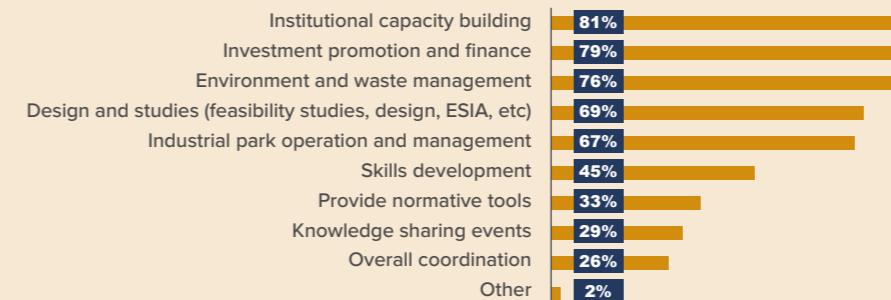 Institutional capacity building 81%
Investment promotion and finance 79%
Environment and waste management 76%
Design and studies (feasibility studies, design, ESIA, etc) 69%
Industrial park operation and management 67%
Skills development 45%
Provide normative tools 33%
Knowledge sharing events 29%
Overall coordination 26%
Other 2%